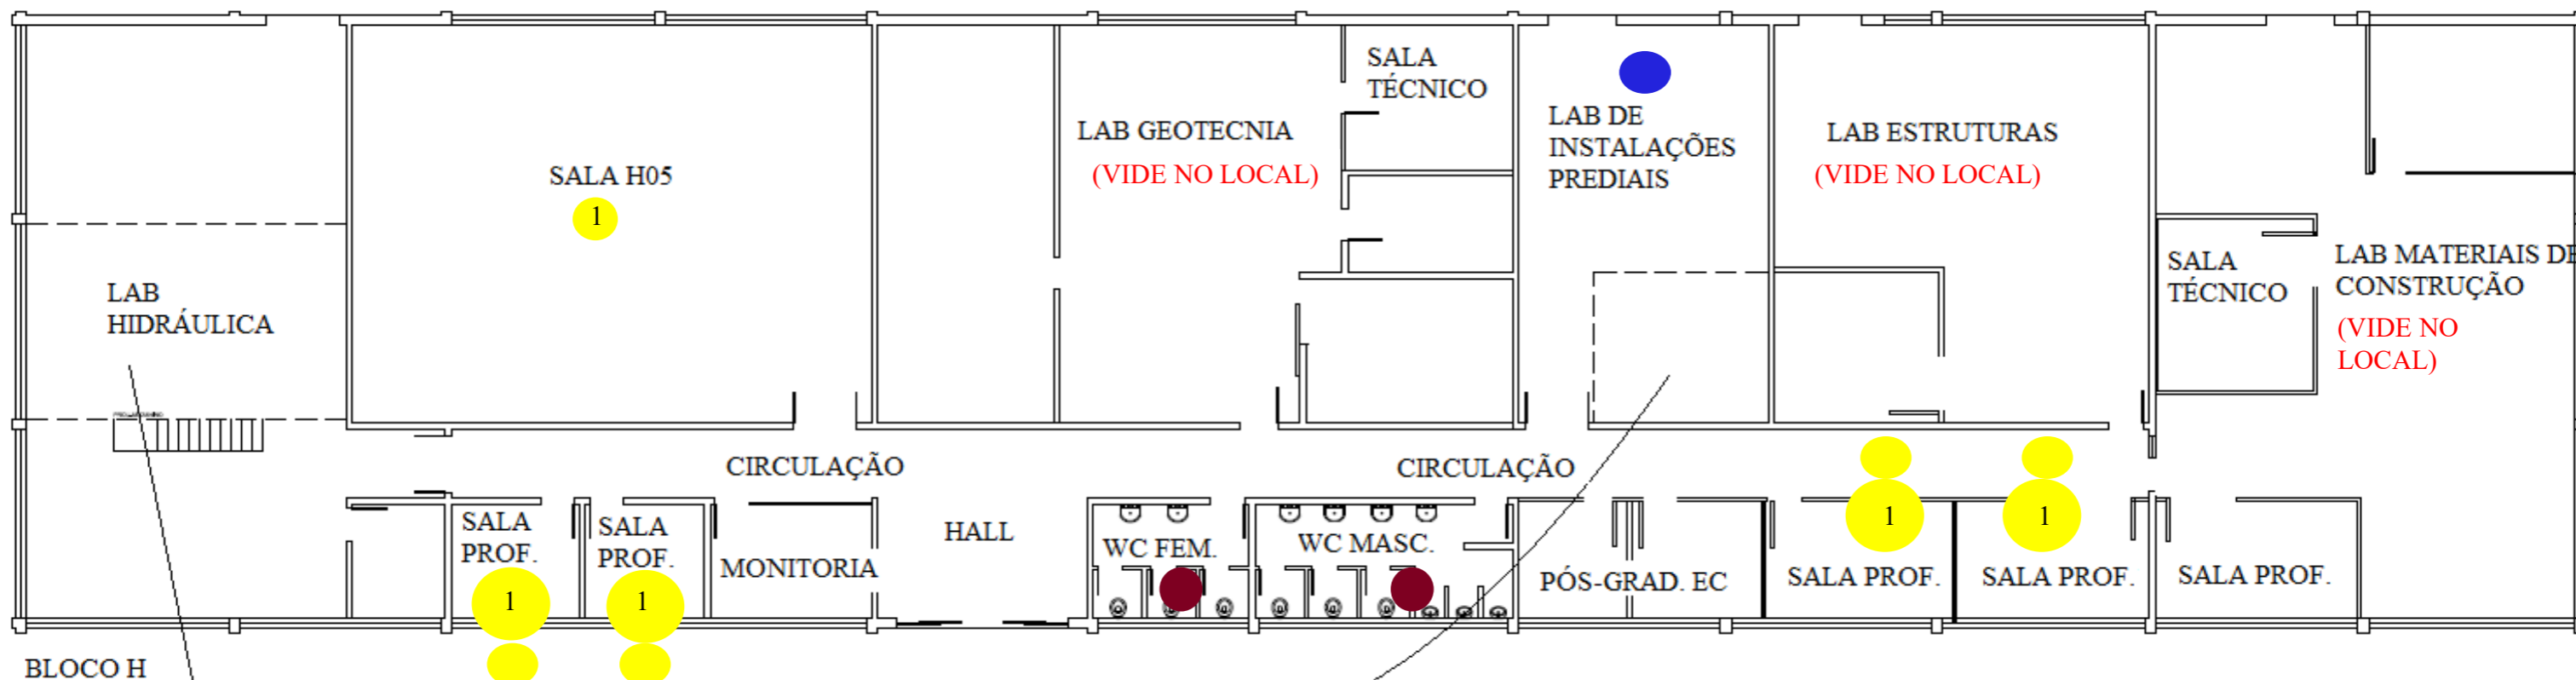 SALA
TÉCNICO
LAB GEOTECNIA
(VIDE NO LOCAL)
SALA H05
1
LAB DE
INSTALAÇÕES
PREDIAIS
LAB ESTRUTURAS
(VIDE NO LOCAL)
SALA
TÉCNICO
LAB MATERIAIS DE
CONSTRUÇÃO
(VIDE NO
LOCAL)
LAB
HIDRÁULICA
CIRCULAÇÃO
CIRCULAÇÃO
SALA
PROF.
1
SALA
PROF.
1
MONITORIA
HALL
WC FEM.
WC MASC.
PÓS-GRAD. EC
1
SALA PROF.
1
SALA PROF.
SALA PROF.
BLOCO H